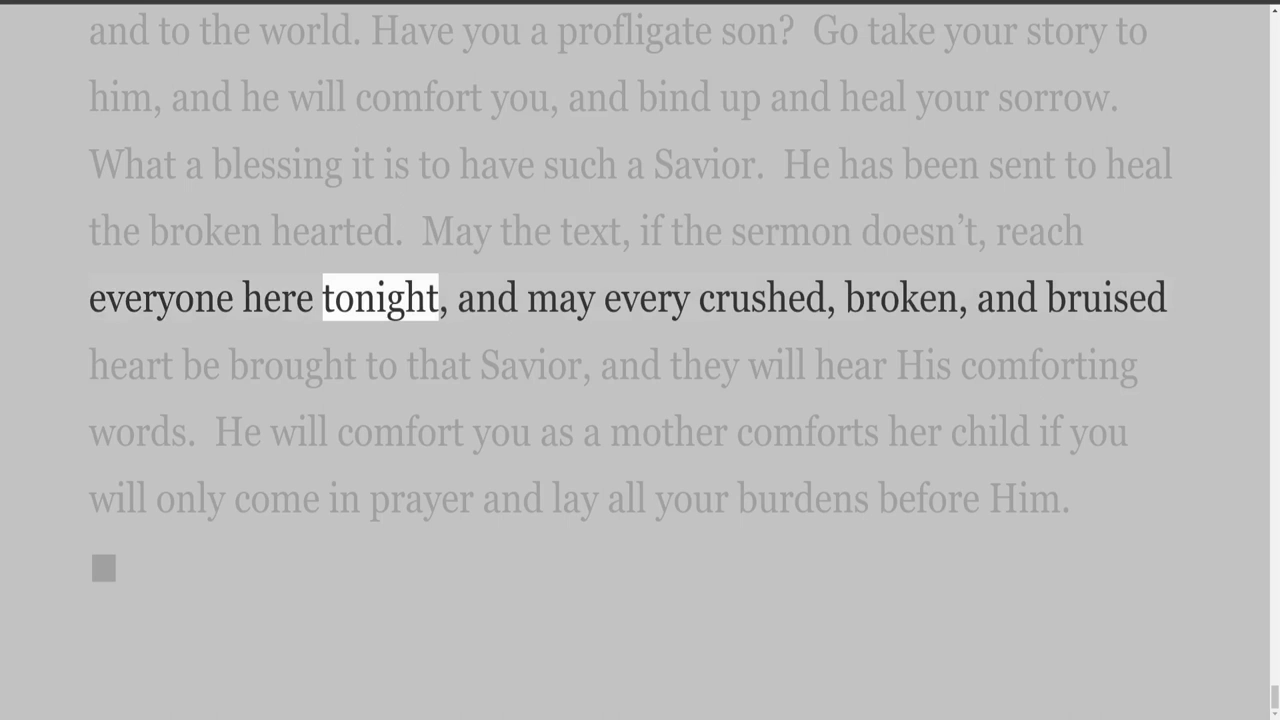 and to the world. Have you a profligate son?  Go take your story to
him, and he will comfort you, and bind up and heal your sorrow.
What a blessing it is to have such a Savior.  He has been sent to heal
the broken hearted.  May the text, if the sermon doesn’t, reach
everyone here tonight, and may every crushed, broken, and bruised
heart be brought to that Savior, and they will hear His comforting
words.  He will comfort you as a mother comforts her child if you
will only come in prayer and lay all your burdens before Him.